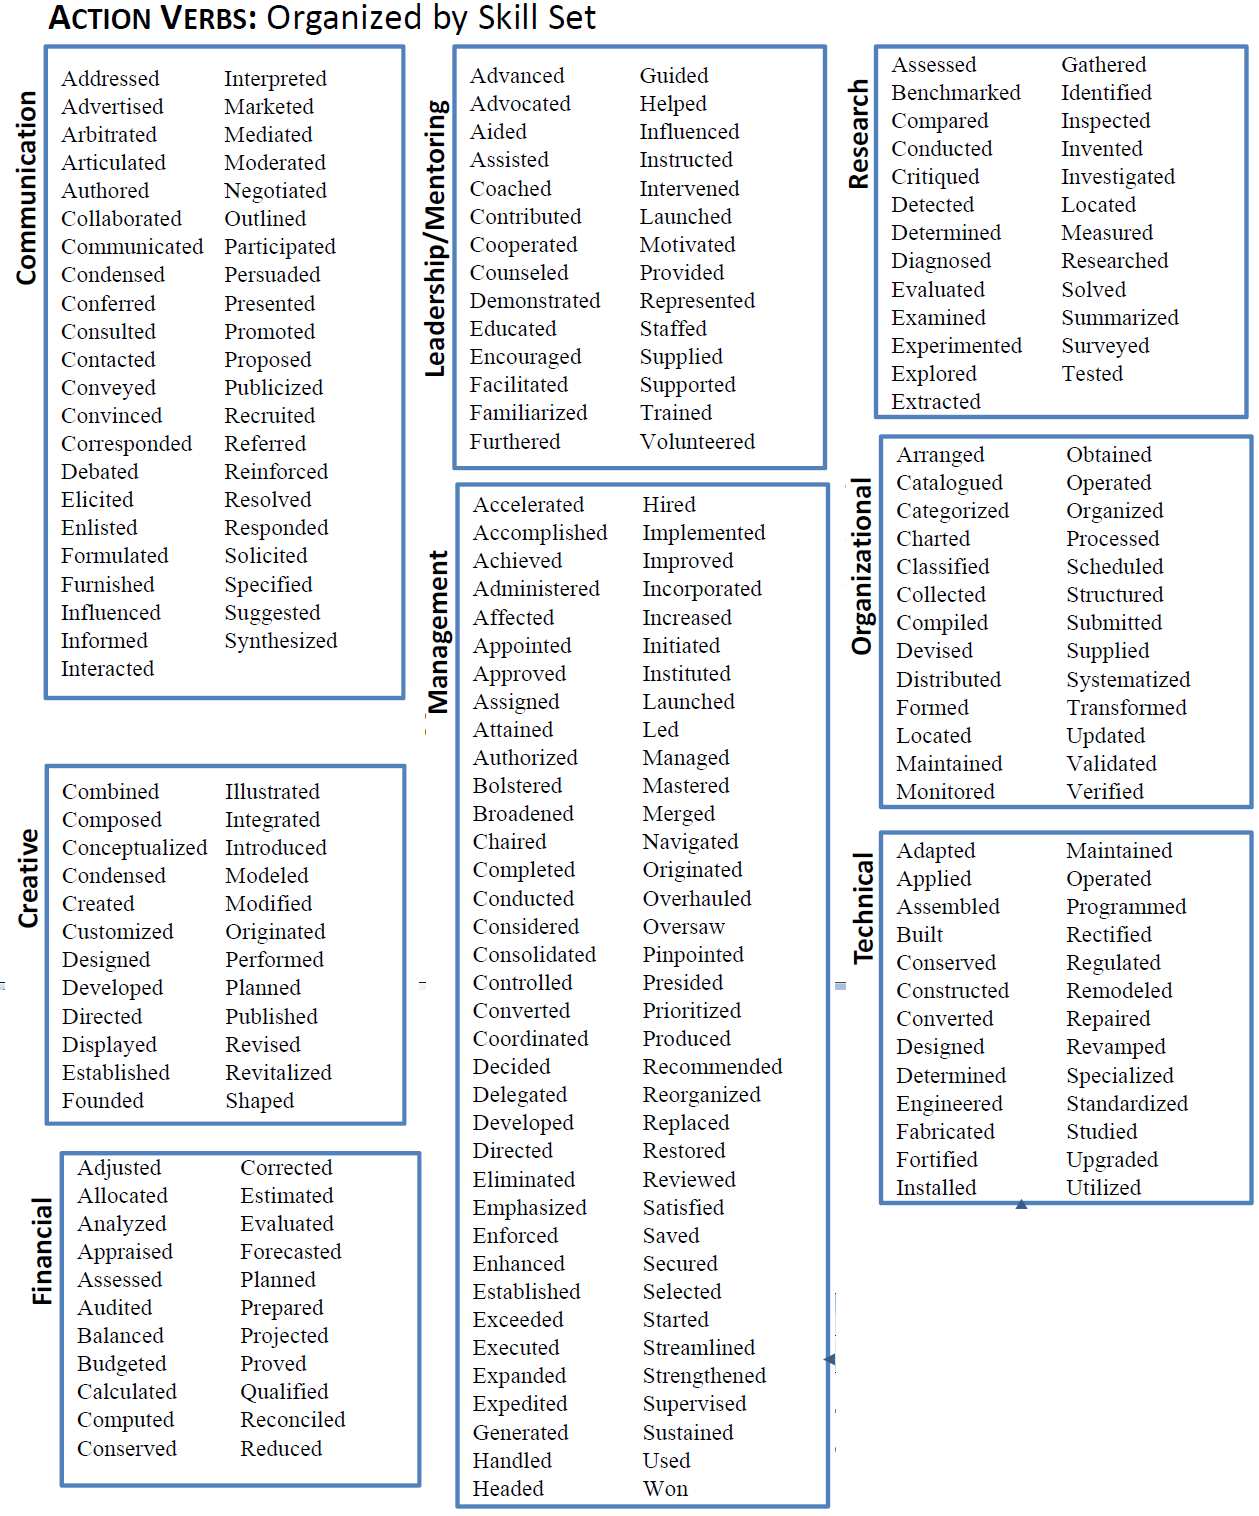 ACTION VERBS: Organized by Skill Set
Communication
Addressed Interpreted
Advertised Marketed
Arbitrated Mediated
Articulated Moderated
Authored Negotiated
Collaborated Outlined
Communicated Participated
Condensed Persuaded
Conferred Presented
Consulted Promoted
Contacted Proposed
Conveyed Publicized
Convinced Recruited
Corresponded Referred
Debated Reinforced
Elicited Resolved
Enlisted Responded
Formulated Solicited
Furnished Specified
Influenced Suggested
Informed Synthesized
Interacted
Creative
Combined Illustrated
Composed Integrated
Conceptualized Introduced
Condensed Modeled
Created Modified
Customized Originated
Designed Performed
Developed Planned
Directed Published
Displayed Revised
Established Revitalized
Founded Shaped
Financial
Adjusted Corrected
Allocated Estimated
Analyzed Evaluated
Appraised Forecasted
Assessed Planned
Audited Prepared
Balanced Projected
Budgeted Proved
Calculated Qualified
Computed Reconciled
Conserved Reduced
Leadership/Mentoring
Advanced Guided
Advocated Helped
Aided Influenced
Assisted Instructed
Coached Intervened
Contributed Launched
Cooperated Motivated
Counseled Provided
Demonstrated Represented
Educated Staffed
Encouraged Supplied
Facilitated Supported
Familiarized Trained
Furthered Volunteered
Management
Accelerated Hired
Accomplished Implemented
Achieved Improved
Administered Incorporated
Affected Increased
Appointed Initiated
Approved Instituted
Assigned Launched
Attained Led
Authorized Managed
Bolstered Mastered
Broadened Merged
Chaired Navigated
Completed Originated
Conducted Overhauled
Considered Oversaw
Consolidated Pinpointed
Controlled Presided
Converted Prioritized
Coordinated Produced
Decided Recommended
Delegated Reorganized
Developed Replaced
Directed Restored
Eliminated Reviewed
Emphasized Satisfied
Enforced Saved
Enhanced Secured
Established Selected
Exceeded Started
Executed Streamlined
Expanded Strengthened
Expedited Supervised
Generated Sustained
Handled Used
Headed Won
Research
Assessed Gathered
Benchmarked Identified
Compared Inspected
Conducted Invented
Critiqued Investigated
Detected Located
Determined Measured
Diagnosed Researched
Evaluated Solved
Examined Summarized
Experimented Surveyed
Explored Tested
Extracted
Organizational
Arranged Obtained
Catalogued Operated
Categorized Organized
Charted Processed
Classified Scheduled
Collected Structured
Compiled Submitted
Devised Supplied
Distributed Systematized
Formed Transformed
Located Updated
Maintained Validated
Monitored Verified
Technical
Adapted Maintained
Applied Operated
Assembled Programmed
Built Rectified
Conserved Regulated
Constructed Remodeled
Converted Repaired
Designed Revamped
Determined Specialized
Engineered Standardized
Fabricated Studied
Fortified Upgraded
Installed Utilized